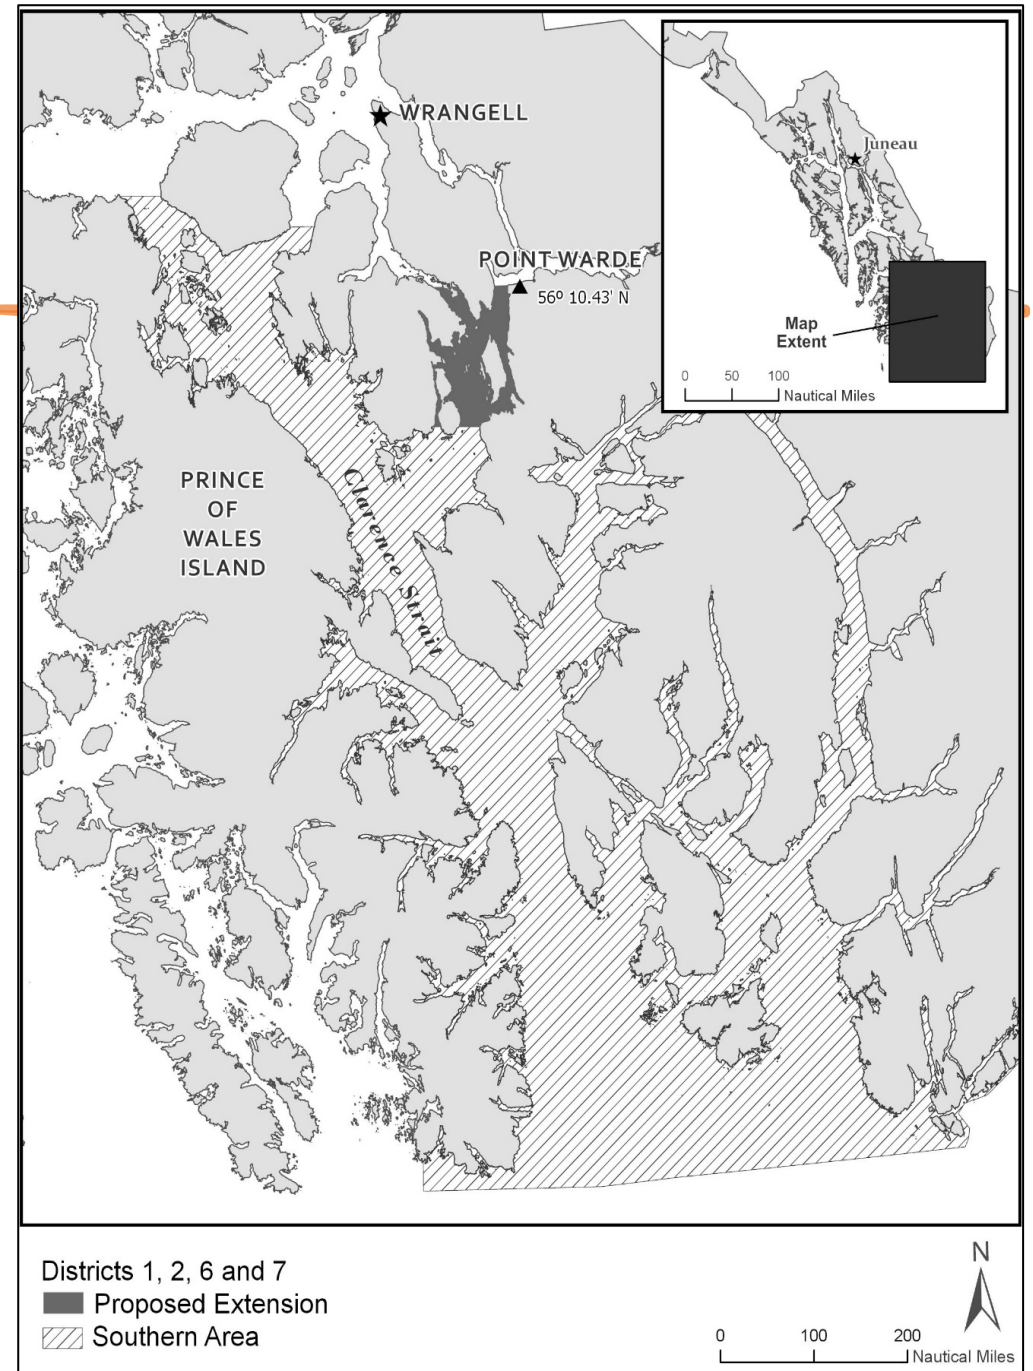 WRANGELL
Juneau
POINT WARDE
56º 10.43' N
Map
Extent
0 50 100
Nautical Miles
PRINCE
OF
WALES
ISLAND
Clarence Strait
Districts 1, 2, 6 and 7
Proposed Extension
Southern Area
N
0 100 200
Nautical Miles